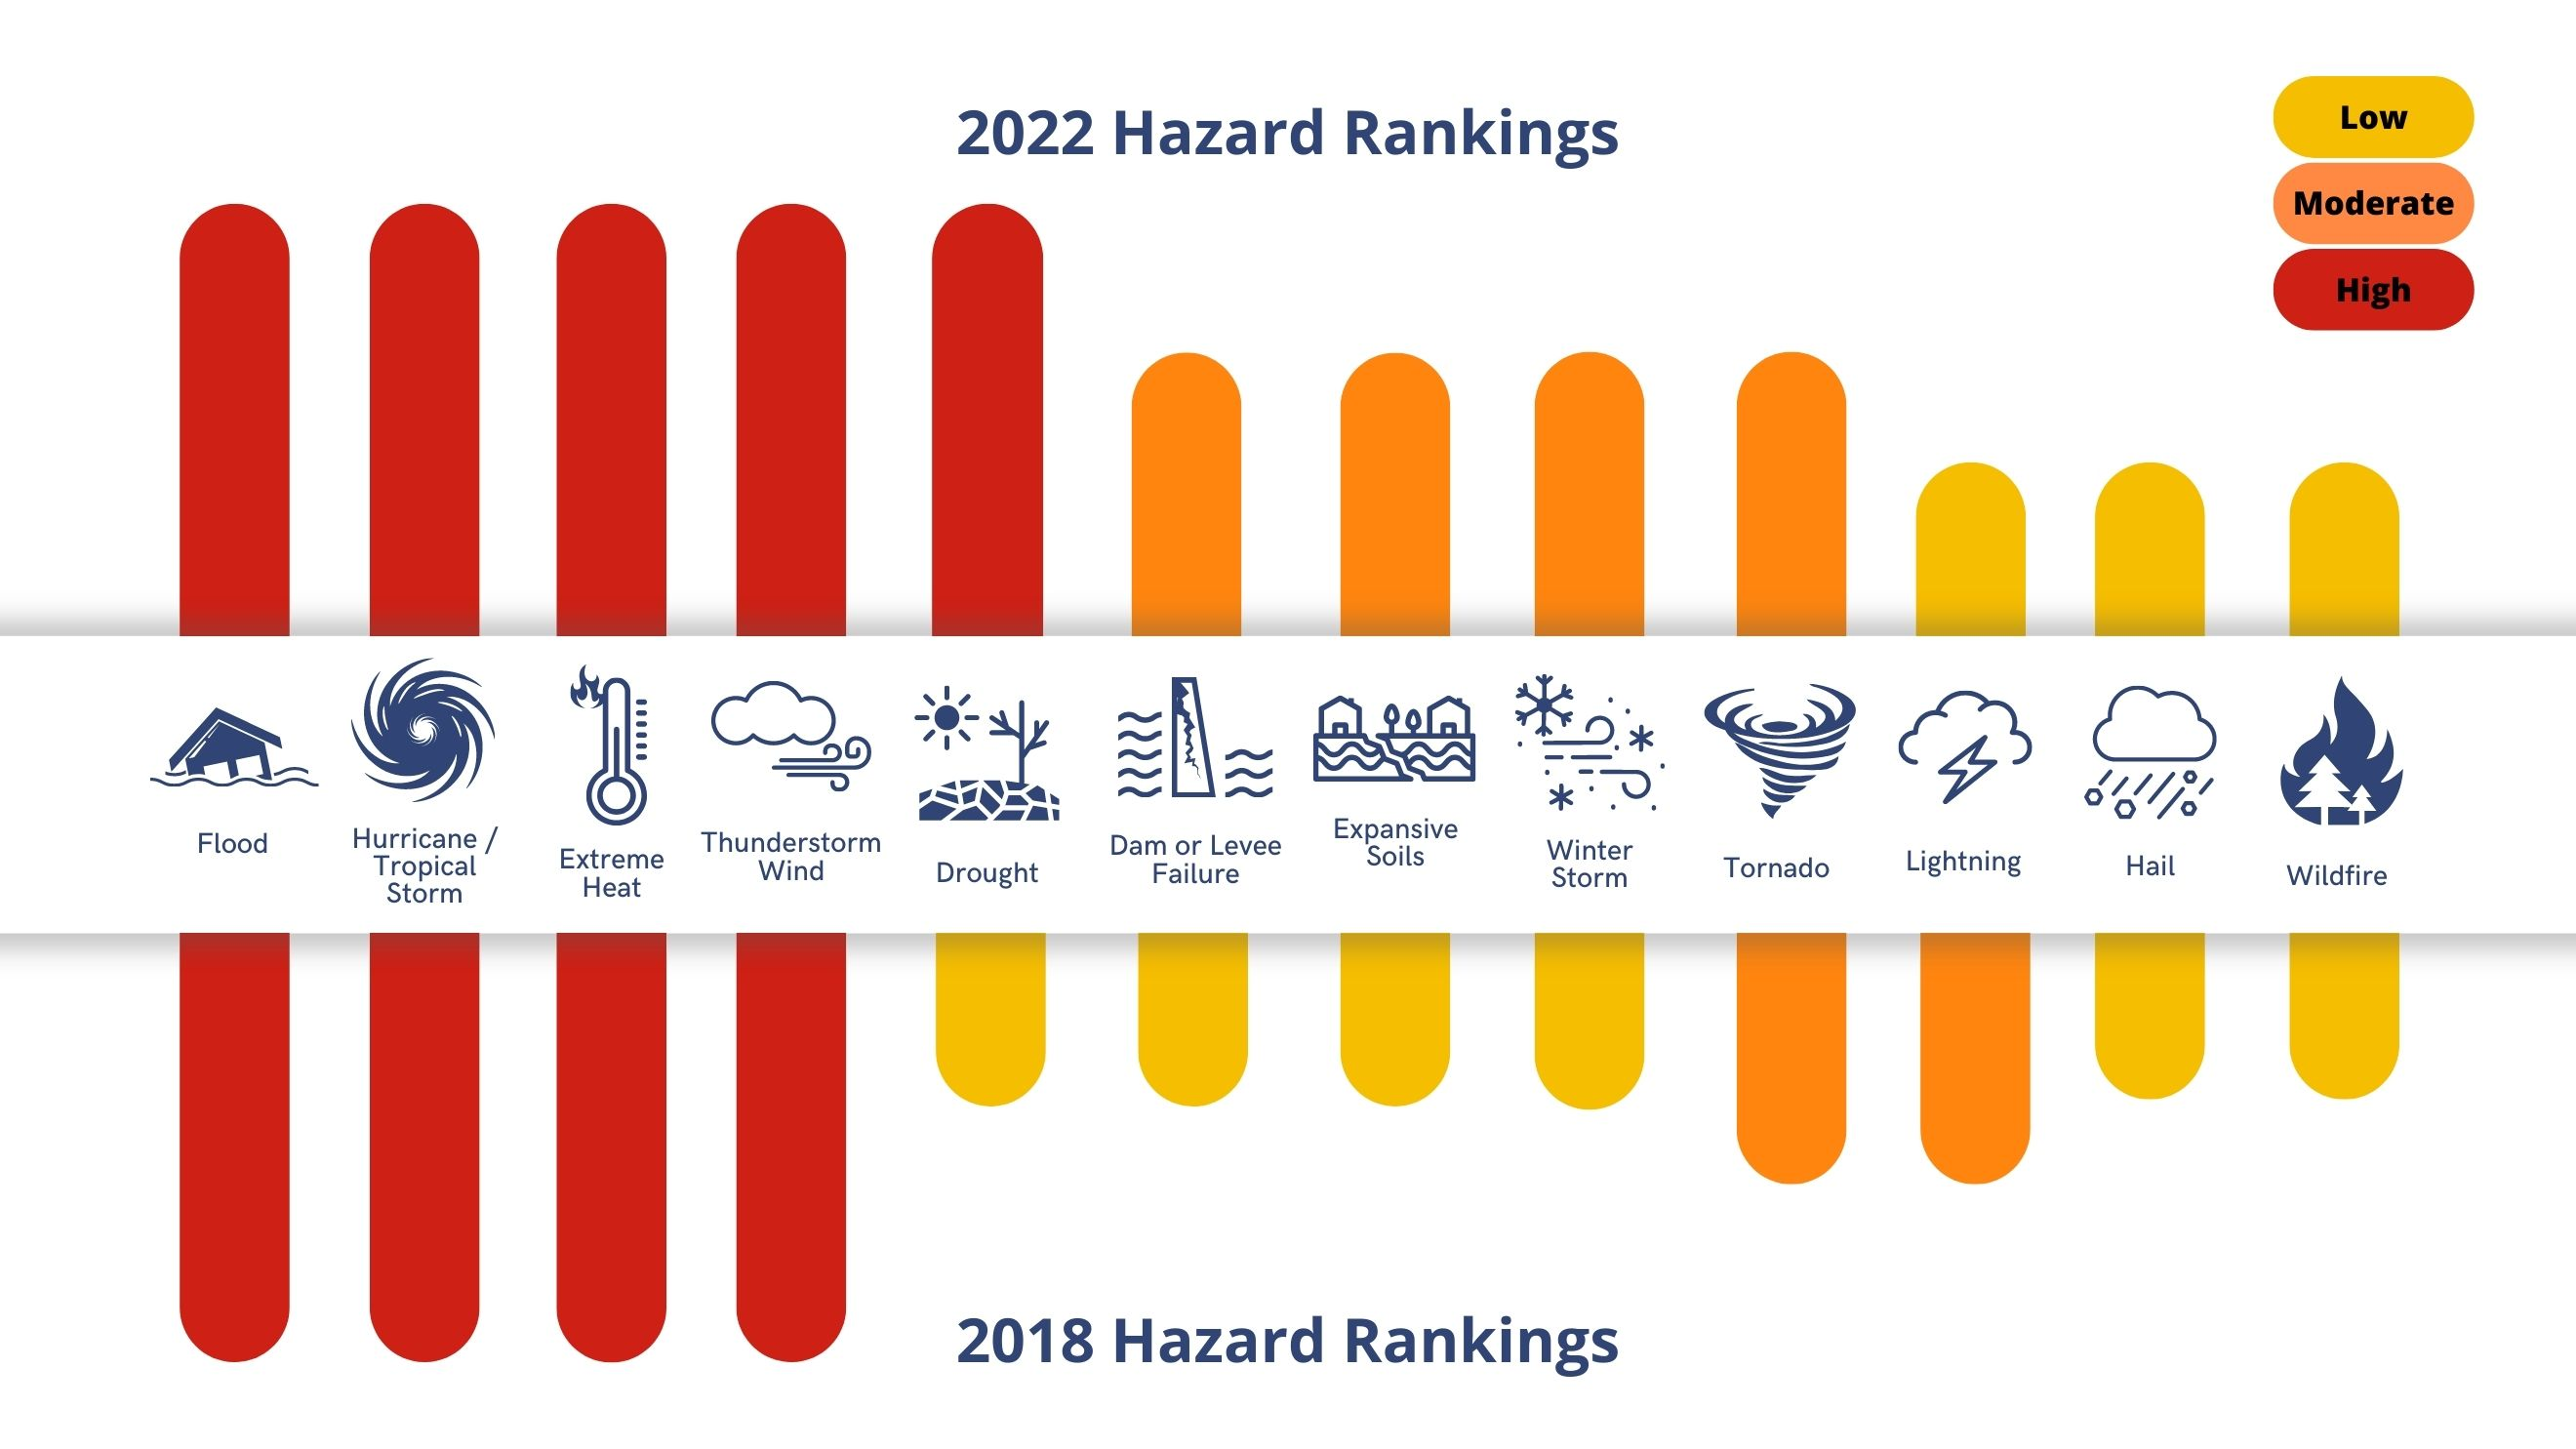 2022 Hazard Rankings
Low
Moderate
High
Flood
Hurricane /
Tropical
Storm
Extreme
Heat
Thunderstorm
Wind
Drought
Dam or Levee
Failure
Expansive
Soils
Winter
Storm
Tornado
Lightning
Hail
Wildfire
2018 Hazard Rankings